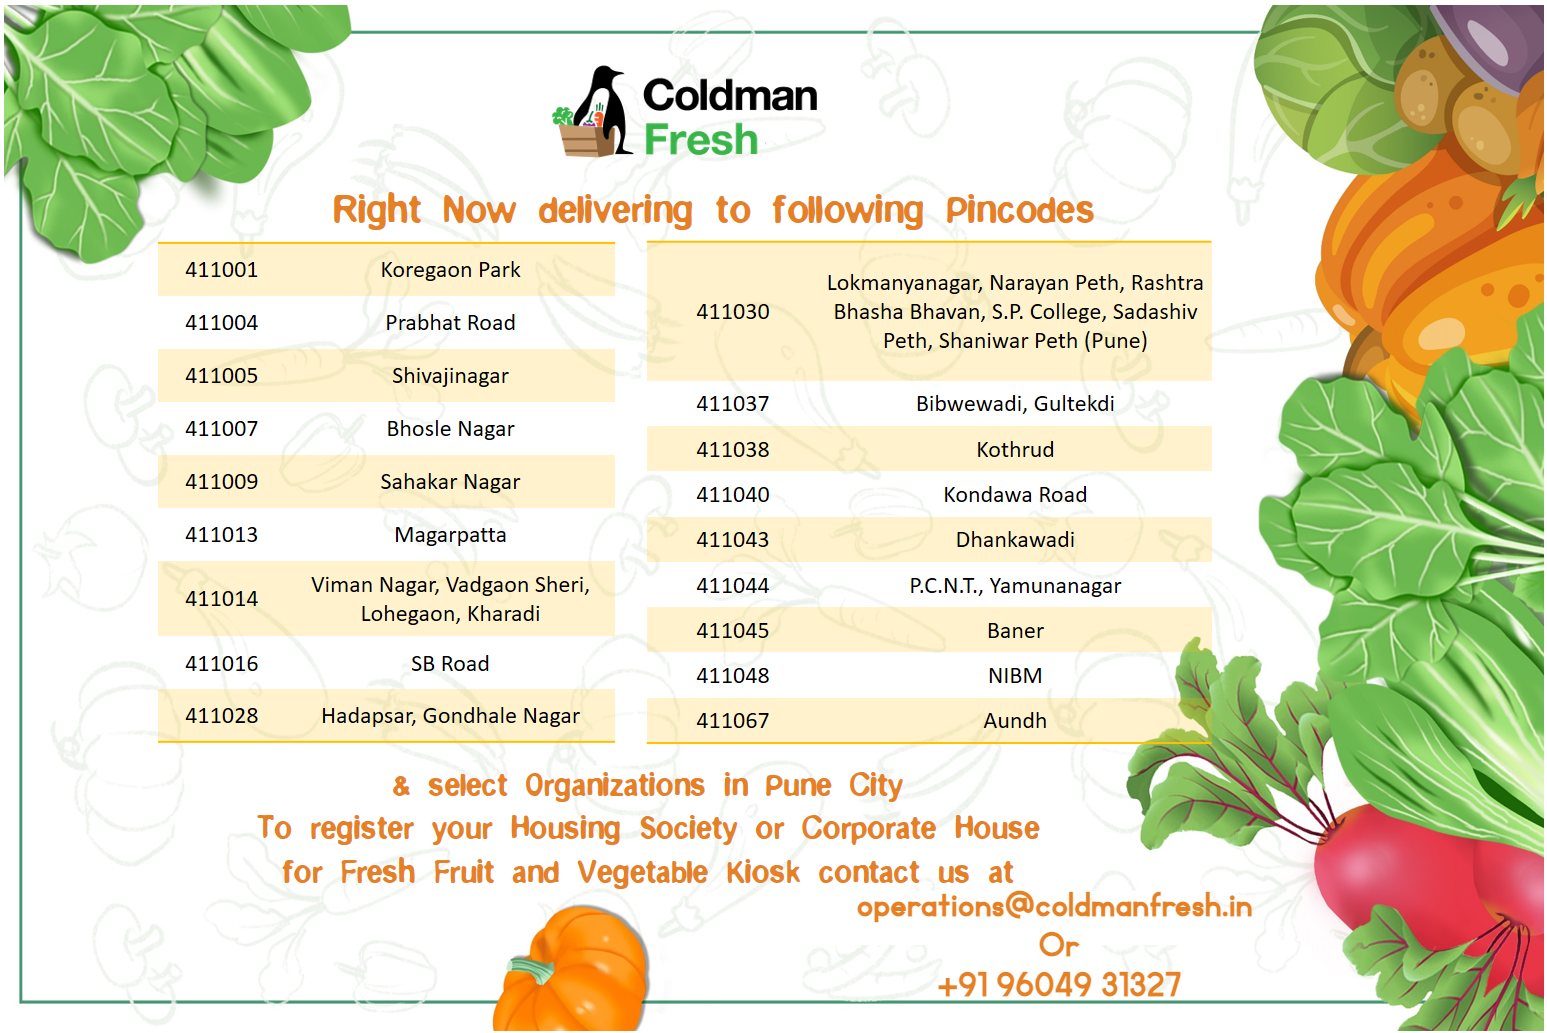 Coldman
Fresh
Right Now delivering to following Pincodes
411001 Koregaon Park
411004 Prabhat Road
411005 Shivajinagar
411007 Bhosle Nagar
411009 Sahakar Nagar
411013 Magarpatta
411014 Viman Nagar, Vadgaon Sheri,
Lohegaon, Kharadi
411016 SB Road
411028 Hadapsar, Gondhale Nagar
411030 Lokmanyanagar, Narayan Peth, Rashtra
Bhasha Bhavan, S.P. College, Sadashiv
Peth, Shaniwar Peth (Pune)
411037 Bibwewadi, Gultekdi
411038 Kothrud
411040 Kondawa Road
411043 Dhankawadi
411044 P.C.N.T., Yamunanagar
411045 Baner
411048 NIBM
411067 Aundh
& select Organizations in Pune City
To register your Housing Society or Corporate House
for Fresh Fruit and Vegetable Kiosk contact us at
operations@coldmanfresh.in
Or
+91 96049 31327